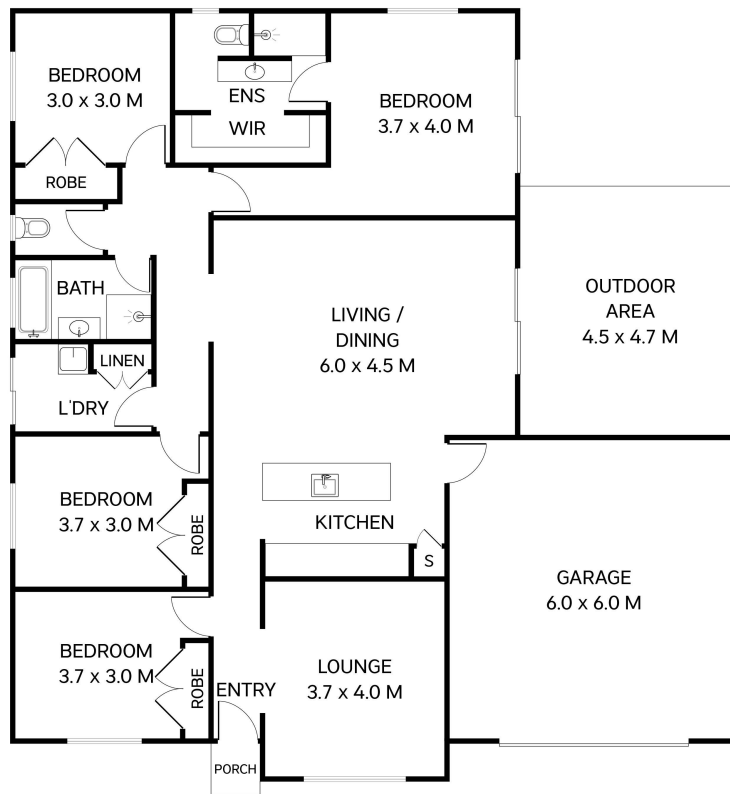 BEDROOM
3.0 x 3.0 M
ENS
WIR
BEDROOM
3.7 x 4.0 M
ROBE
BATH
LIVING /
DINING
6.0 x 4.5 M
OUTDOOR
AREA
4.5 x 4.7 M
LINEN
L'DRY
BEDROOM
3.7 x 3.0 M
ROBE
KITCHEN
S
GARAGE
6.0 x 6.0 M
BEDROOM
3.7 x 3.0 M
ROBE
ENTRY
LOUNGE
3.7 x 4.0 M
PORCH